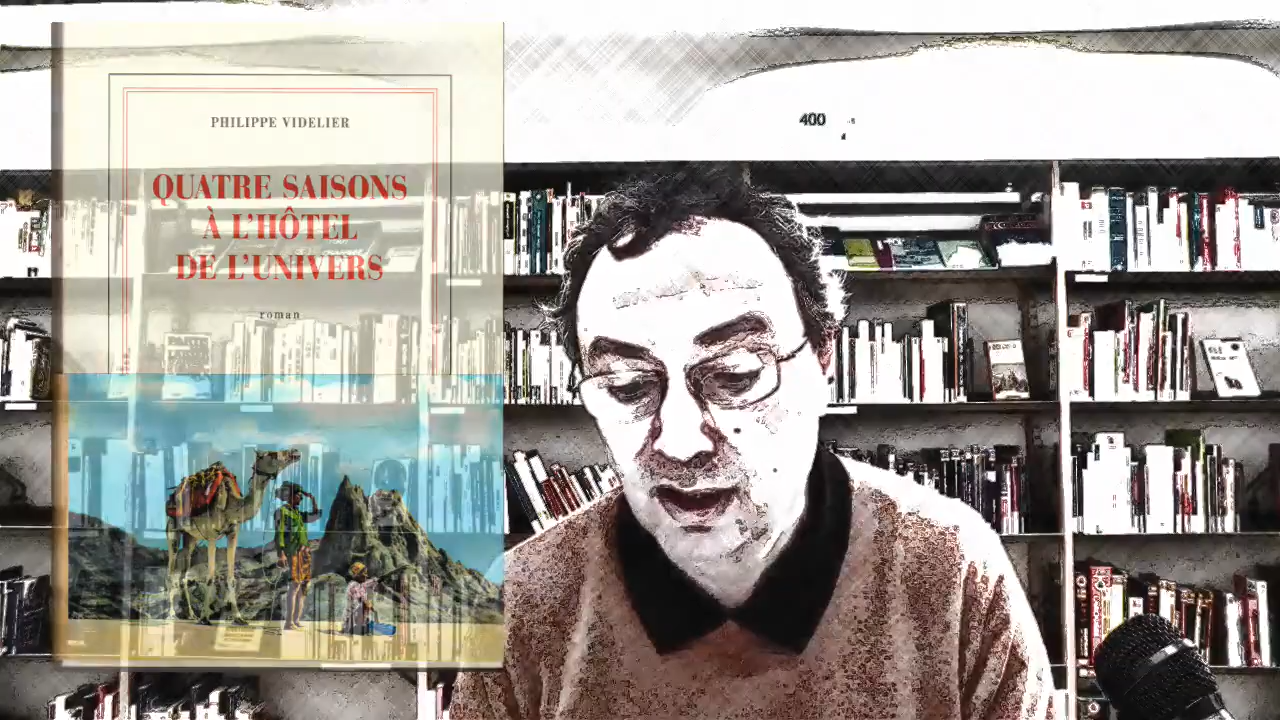 PHILIPPE VIDELIER
QUATRE SAISONS
À L'HÔTEL
DE L'UNIVERS
roman
400